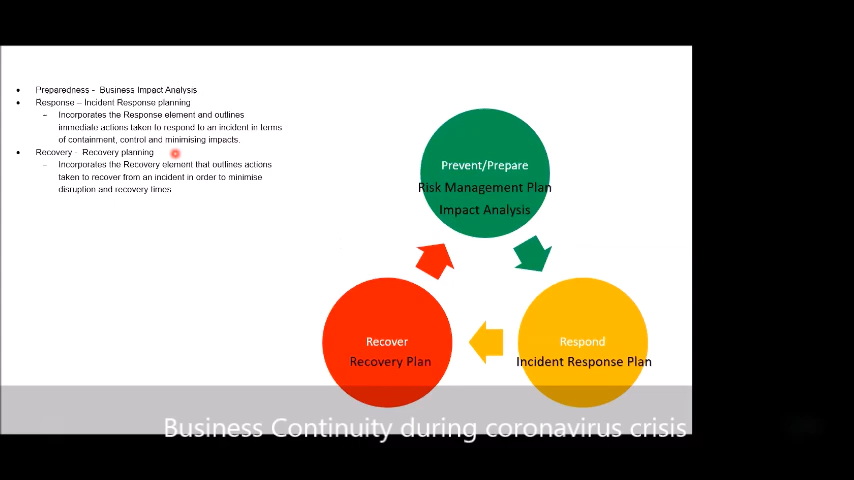 • Preparedness - Business Impact Analysis
• Response – Incident Response planning
– Incorporates the Response element and outlines
immediate actions taken to respond to an incident in terms
of containment, control and minimising impacts.
• Recovery - Recovery planning
– Incorporates the Recovery element that outlines actions
taken to recover from an incident in order to minimise
disruption and recovery times
Prevent/Prepare
Risk Management Plan
Impact Analysis
Recover
Recovery Plan
Respond
Incident Response Plan
Business Continuity during coronavirus crisis